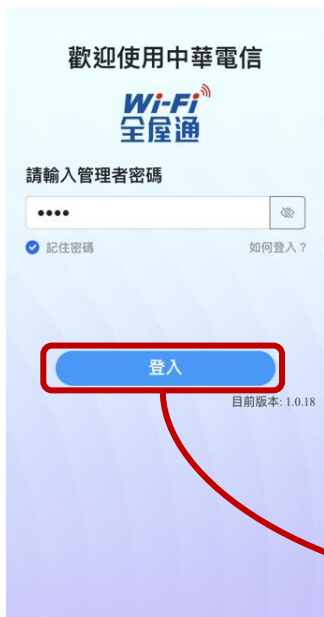 歡迎使用中華電信
Wi-Fi
全屋通
請輸入管理者密碼
••••
記住密碼 如何登入？
登入
目前版本: 1.0.18